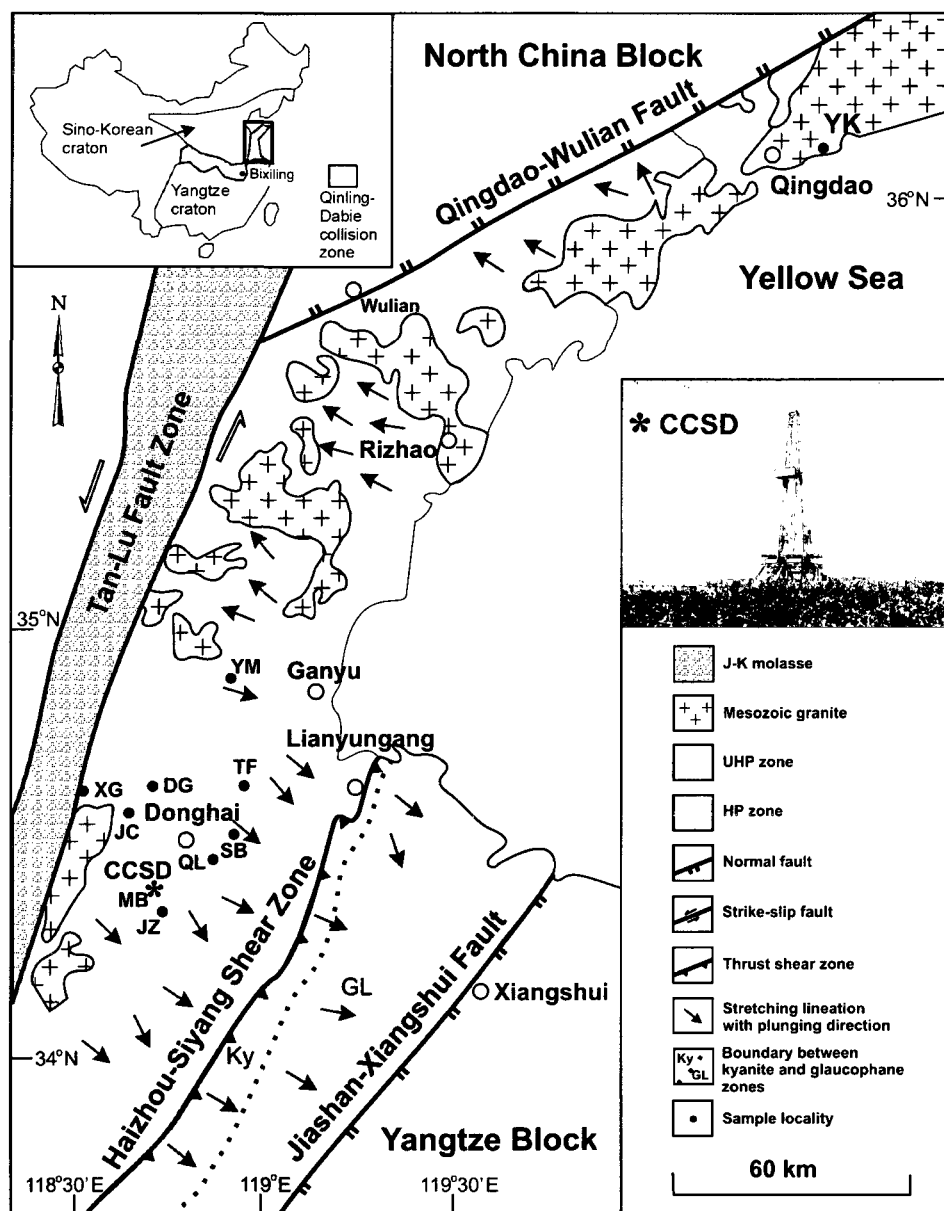 North China Block
Sino-Korean
craton
Bixiling
Yangtze
craton
Qinling-
Dabie
collision
zone
Qingdao-Wulian Fault
YK
Qingdao
36°N
Yellow Sea
Wulian
N
Tan-Lu Fault Zone
Rizhao
* CCSD
35°N
YM
Ganyu
Lianyungang
XG
DG
TF
JC
Donghai
QL
SB
CCSD
MB
*
JZ
Haizhou-Siyang Shear Zone
GL
Xiangshui
Jiashan-Xiangshui Fault
34°N
Ky
Yangtze Block
118°30'E
119°E
119°30'E
J-K molasse
Mesozoic granite
UHP zone
HP zone
Normal fault
Strike-slip fault
Thrust shear zone
Stretching lineation
with plunging direction
Ky
GL
Boundary between
kyanite and glaucophane
zones
Sample locality
60 km